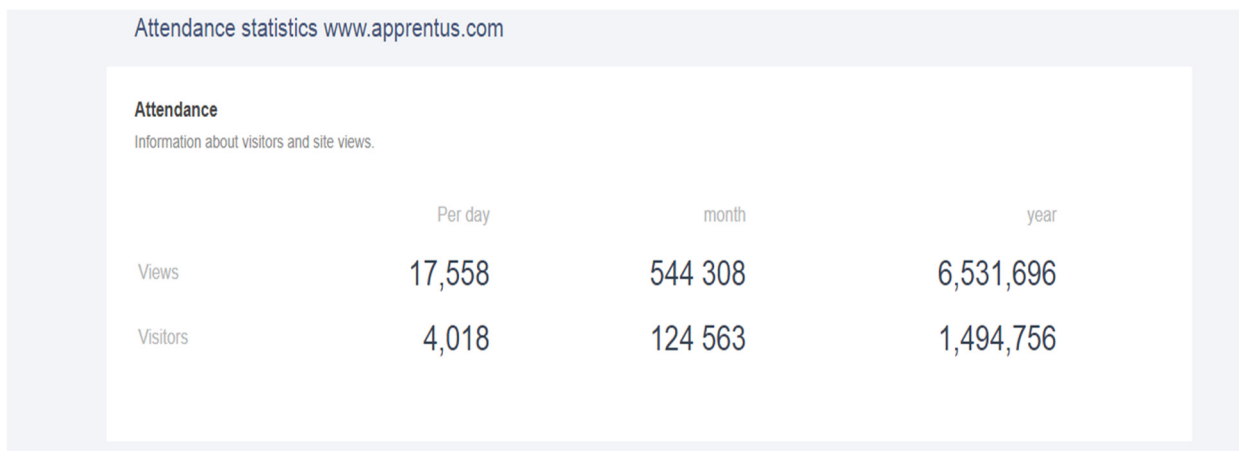 Attendance statistics www.apprentus.com
Attendance
Information about visitors and site views.
Per day month year
Views 17,558 544 308 6,531,696
Visitors 4,018 124 563 1,494,756